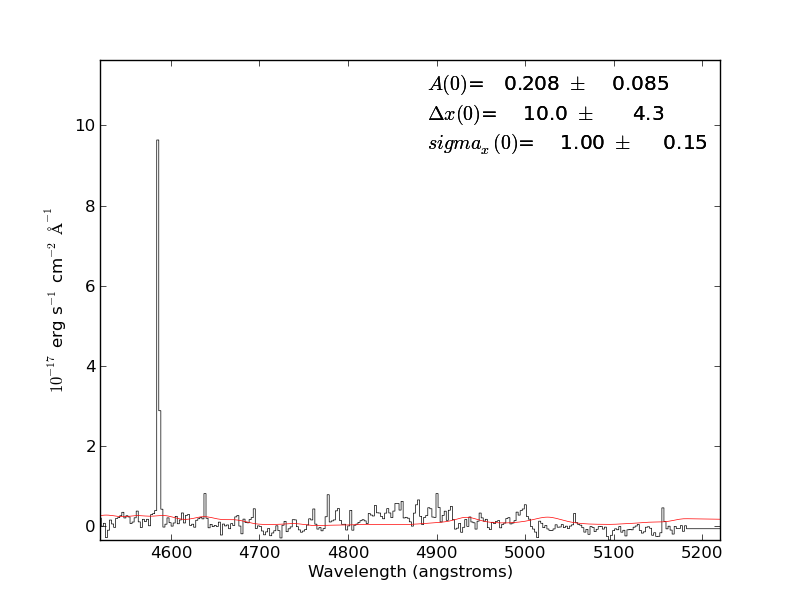 A(0)= 0.208 ± 0.085
Δx(0)= 10.0 ± 4.3
sigmaₓ(0)= 1.00 ± 0.15
10
8
6
4
2
0
10⁻¹⁷ erg s⁻¹ cm⁻² Å⁻¹
4600 4700 4800 4900 5000 5100 5200
Wavelength (angstroms)